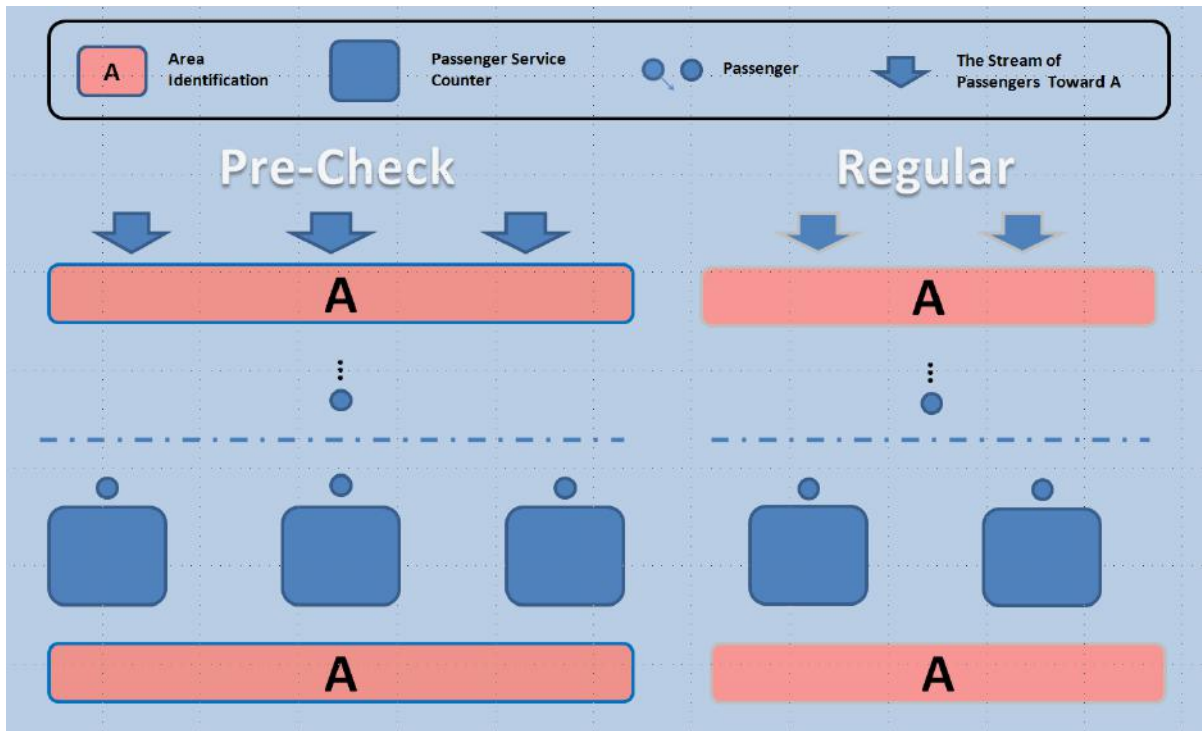 A
Area
Identification
Passenger Service
Counter
Passenger
The Stream of
Passengers Toward A
Pre-Check
Regular
A
A
A
A